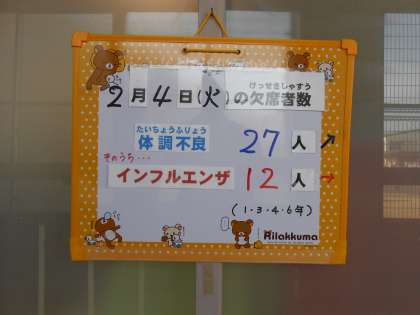 けっせきしゃすう
2月4日(火)の欠席者数
たいちょうふりょう
体調不良 27人 ↗
そのうち・・・
インフルエンザ 12人 →
(1・3・4・6年)
Rilakkuma